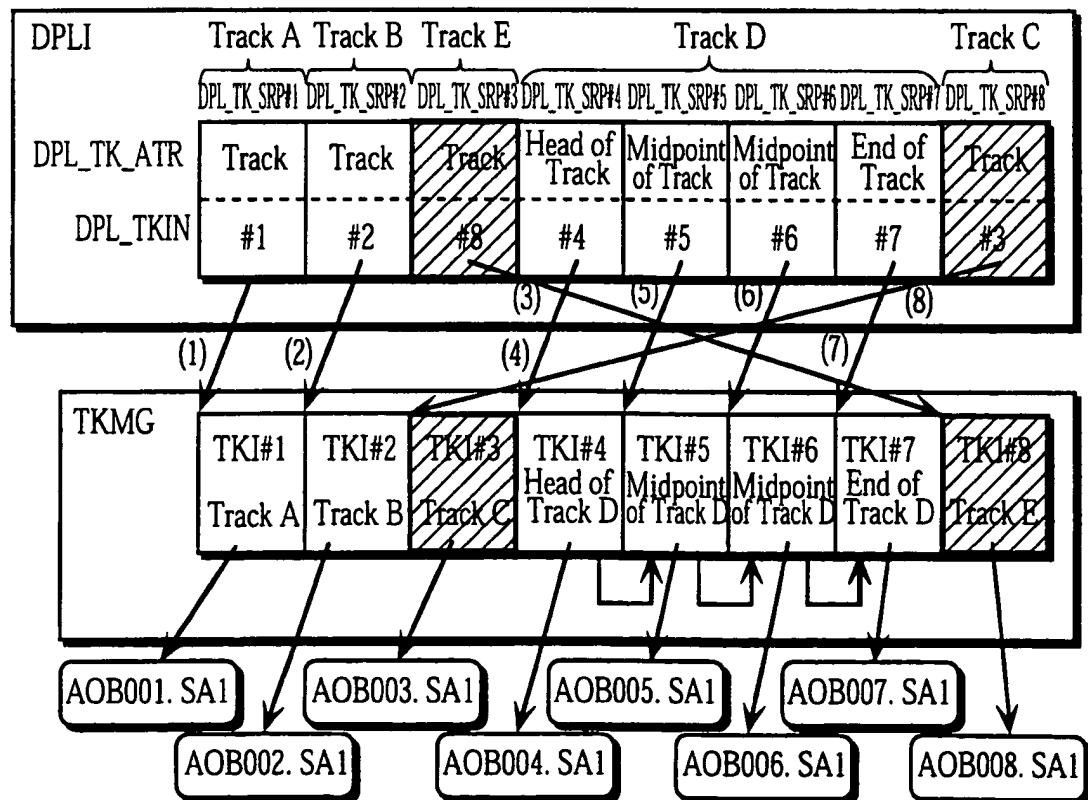 DPLI Track A Track B Track E Track D Track C
DPL_TK_SRP#1 DPL_TK_SRP#2 DPL_TK_SRP#3 DPL_TK_SRP#4 DPL_TK_SRP#5 DPL_TK_SRP#6 DPL_TK_SRP#7 DPL_TK_SRP#8
DPL_TK_ATR Track Track Track Head of Track Midpoint of Track Midpoint of Track End of Track Track
DPL_TKIN #1 #2 #8 #4 #5 #6 #7 #3
(3) (5) (6) (8)
(1) (2) (4) (7)
TKMG
TKI#1 TKI#2 TKI#3 TKI#4 TKI#5 TKI#6 TKI#7 TKI#8
Track A Track B Track C Head of Track D Midpoint of Track D Midpoint of Track D End of Track D Track E
AOB001. SA1 AOB003. SA1 AOB005. SA1 AOB007. SA1
AOB002. SA1 AOB004. SA1 AOB006. SA1 AOB008. SA1